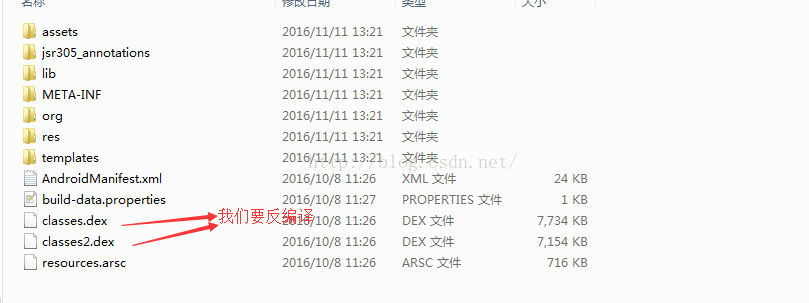 名称 修改日期 类型 大小
assets 2016/11/11 13:21 文件夹
jsr305_annotations 2016/11/11 13:21 文件夹
lib 2016/11/11 13:21 文件夹
META-INF 2016/11/11 13:21 文件夹
org 2016/11/11 13:21 文件夹
res 2016/11/11 13:21 文件夹
templates 2016/11/11 13:21 文件夹
http://blog.csdn.net/
AndroidManifest.xml 2016/10/8 11:26 XML 文件 24 KB
build-data.properties 2016/10/8 11:27 PROPERTIES 文件 1 KB
classes.dex 我们要反编译 2016/10/8 11:26 DEX 文件 7,734 KB
classes2.dex 2016/10/8 11:26 DEX 文件 7,154 KB
resources.arsc 2016/10/8 11:26 ARSC 文件 716 KB